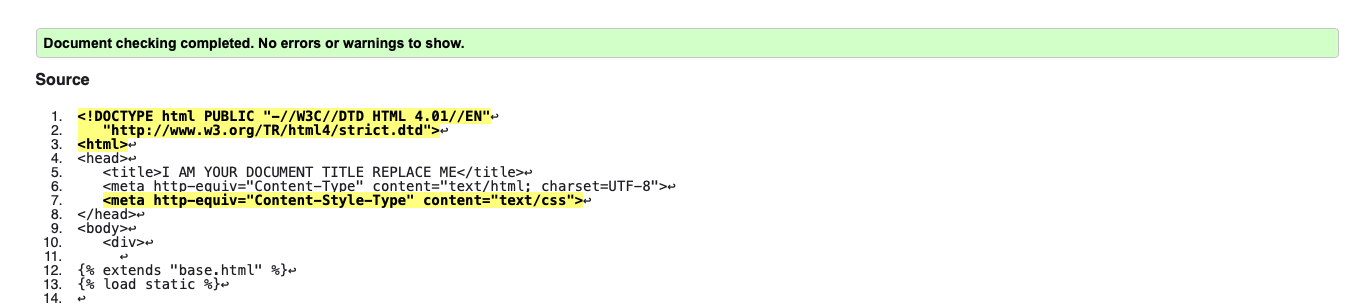 Document checking completed. No errors or warnings to show.
Source
1. <!DOCTYPE html PUBLIC "-//W3C//DTD HTML 4.01//EN"↩
2. "http://www.w3.org/TR/html4/strict.dtd">↩
3. <html>↩
4. <head>↩
5. <title>I AM YOUR DOCUMENT TITLE REPLACE ME</title>↩
6. <meta http-equiv="Content-Type" content="text/html; charset=UTF-8">↩
7. <meta http-equiv="Content-Style-Type" content="text/css">↩
8. </head>↩
9. <body>↩
10. <div>↩
11. ↩
12. {% extends "base.html" %}↩
13. {% load static %}↩
14. ↩